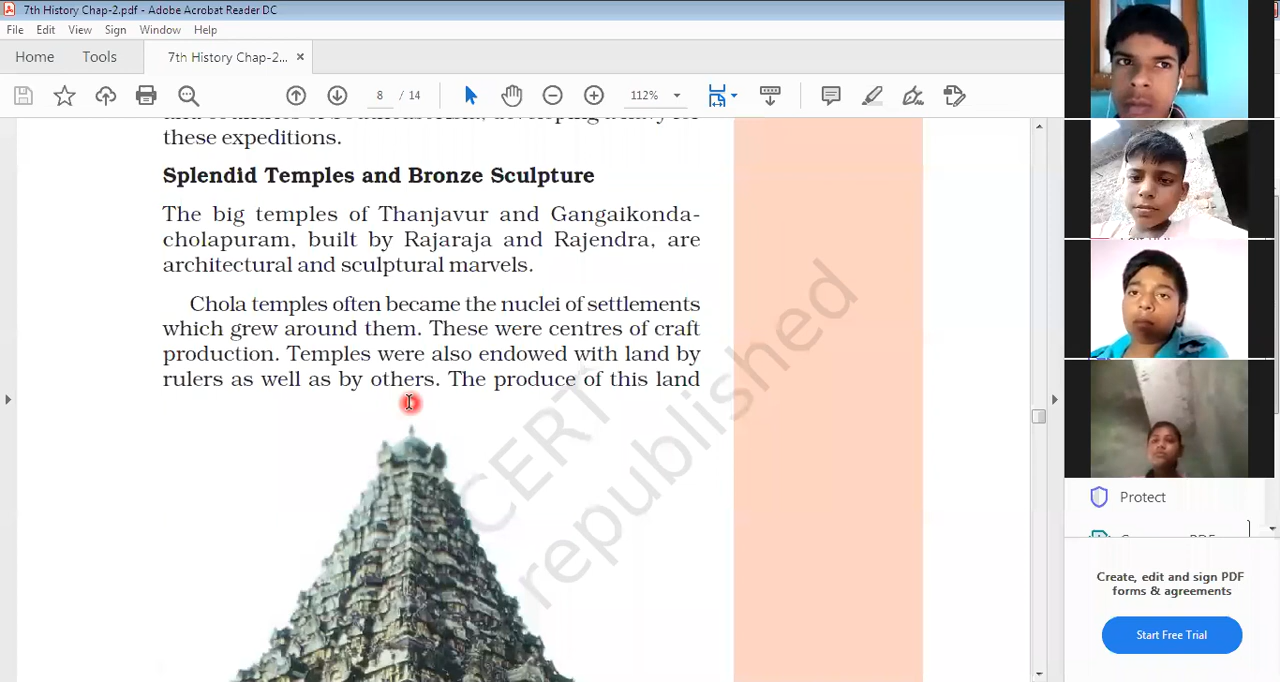 7th History Chap-2.pdf - Adobe Acrobat Reader DC
File Edit View Sign Window Help
Home Tools 7th History Chap-2... ×
8 / 14 112%
these expeditions.
Splendid Temples and Bronze Sculpture
The big temples of Thanjavur and Gangaikonda-
cholapuram, built by Rajaraja and Rajendra, are
architectural and sculptural marvels.
Chola temples often became the nuclei of settlements
which grew around them. These were centres of craft
production. Temples were also endowed with land by
rulers as well as by others. The produce of this land
CERT
republished
Protect
Create, edit and sign PDF
forms & agreements
Start Free Trial